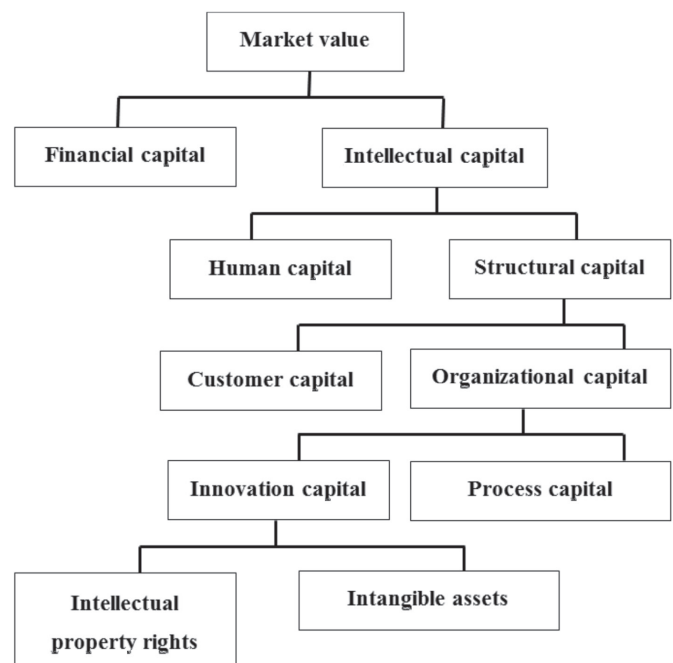 Market value
Financial capital
Intellectual capital
Human capital
Structural capital
Customer capital
Organizational capital
Innovation capital
Process capital
Intellectual
property rights
Intangible assets